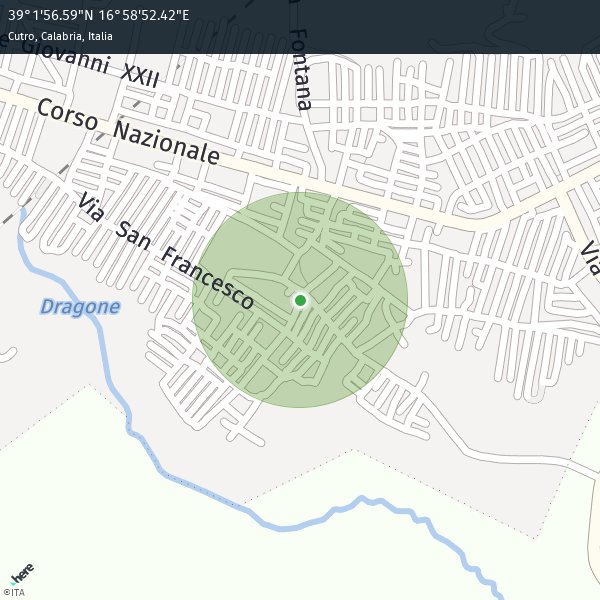 39°1'56.59"N 16°58'52.42"E
Cutro, Calabria, Italia
Giovanni XXII
Fontana
Corso Nazionale
Via San Francesco
Via
Dragone
here
©ITA